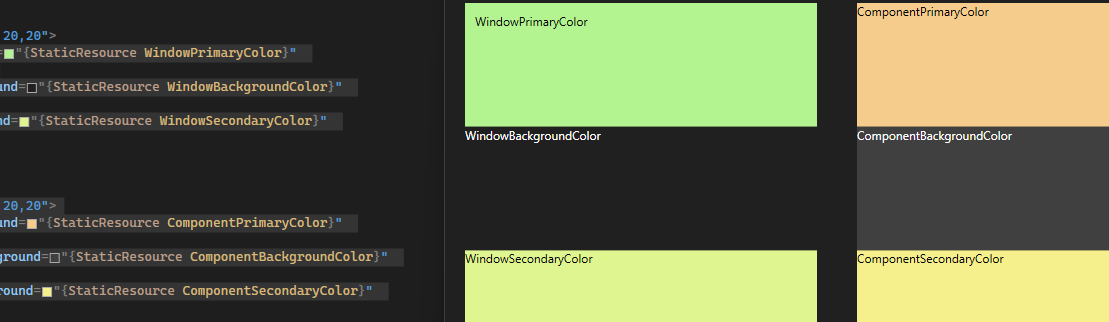 20,20">
="{StaticResource WindowPrimaryColor}"
und="{StaticResource WindowBackgroundColor}"
nd="{StaticResource WindowSecondaryColor}"
20,20">
und="{StaticResource ComponentPrimaryColor}"
ground="{StaticResource ComponentBackgroundColor}"
round="{StaticResource ComponentSecondaryColor}"
WindowPrimaryColor
ComponentPrimaryColor
WindowBackgroundColor
ComponentBackgroundColor
WindowSecondaryColor
ComponentSecondaryColor